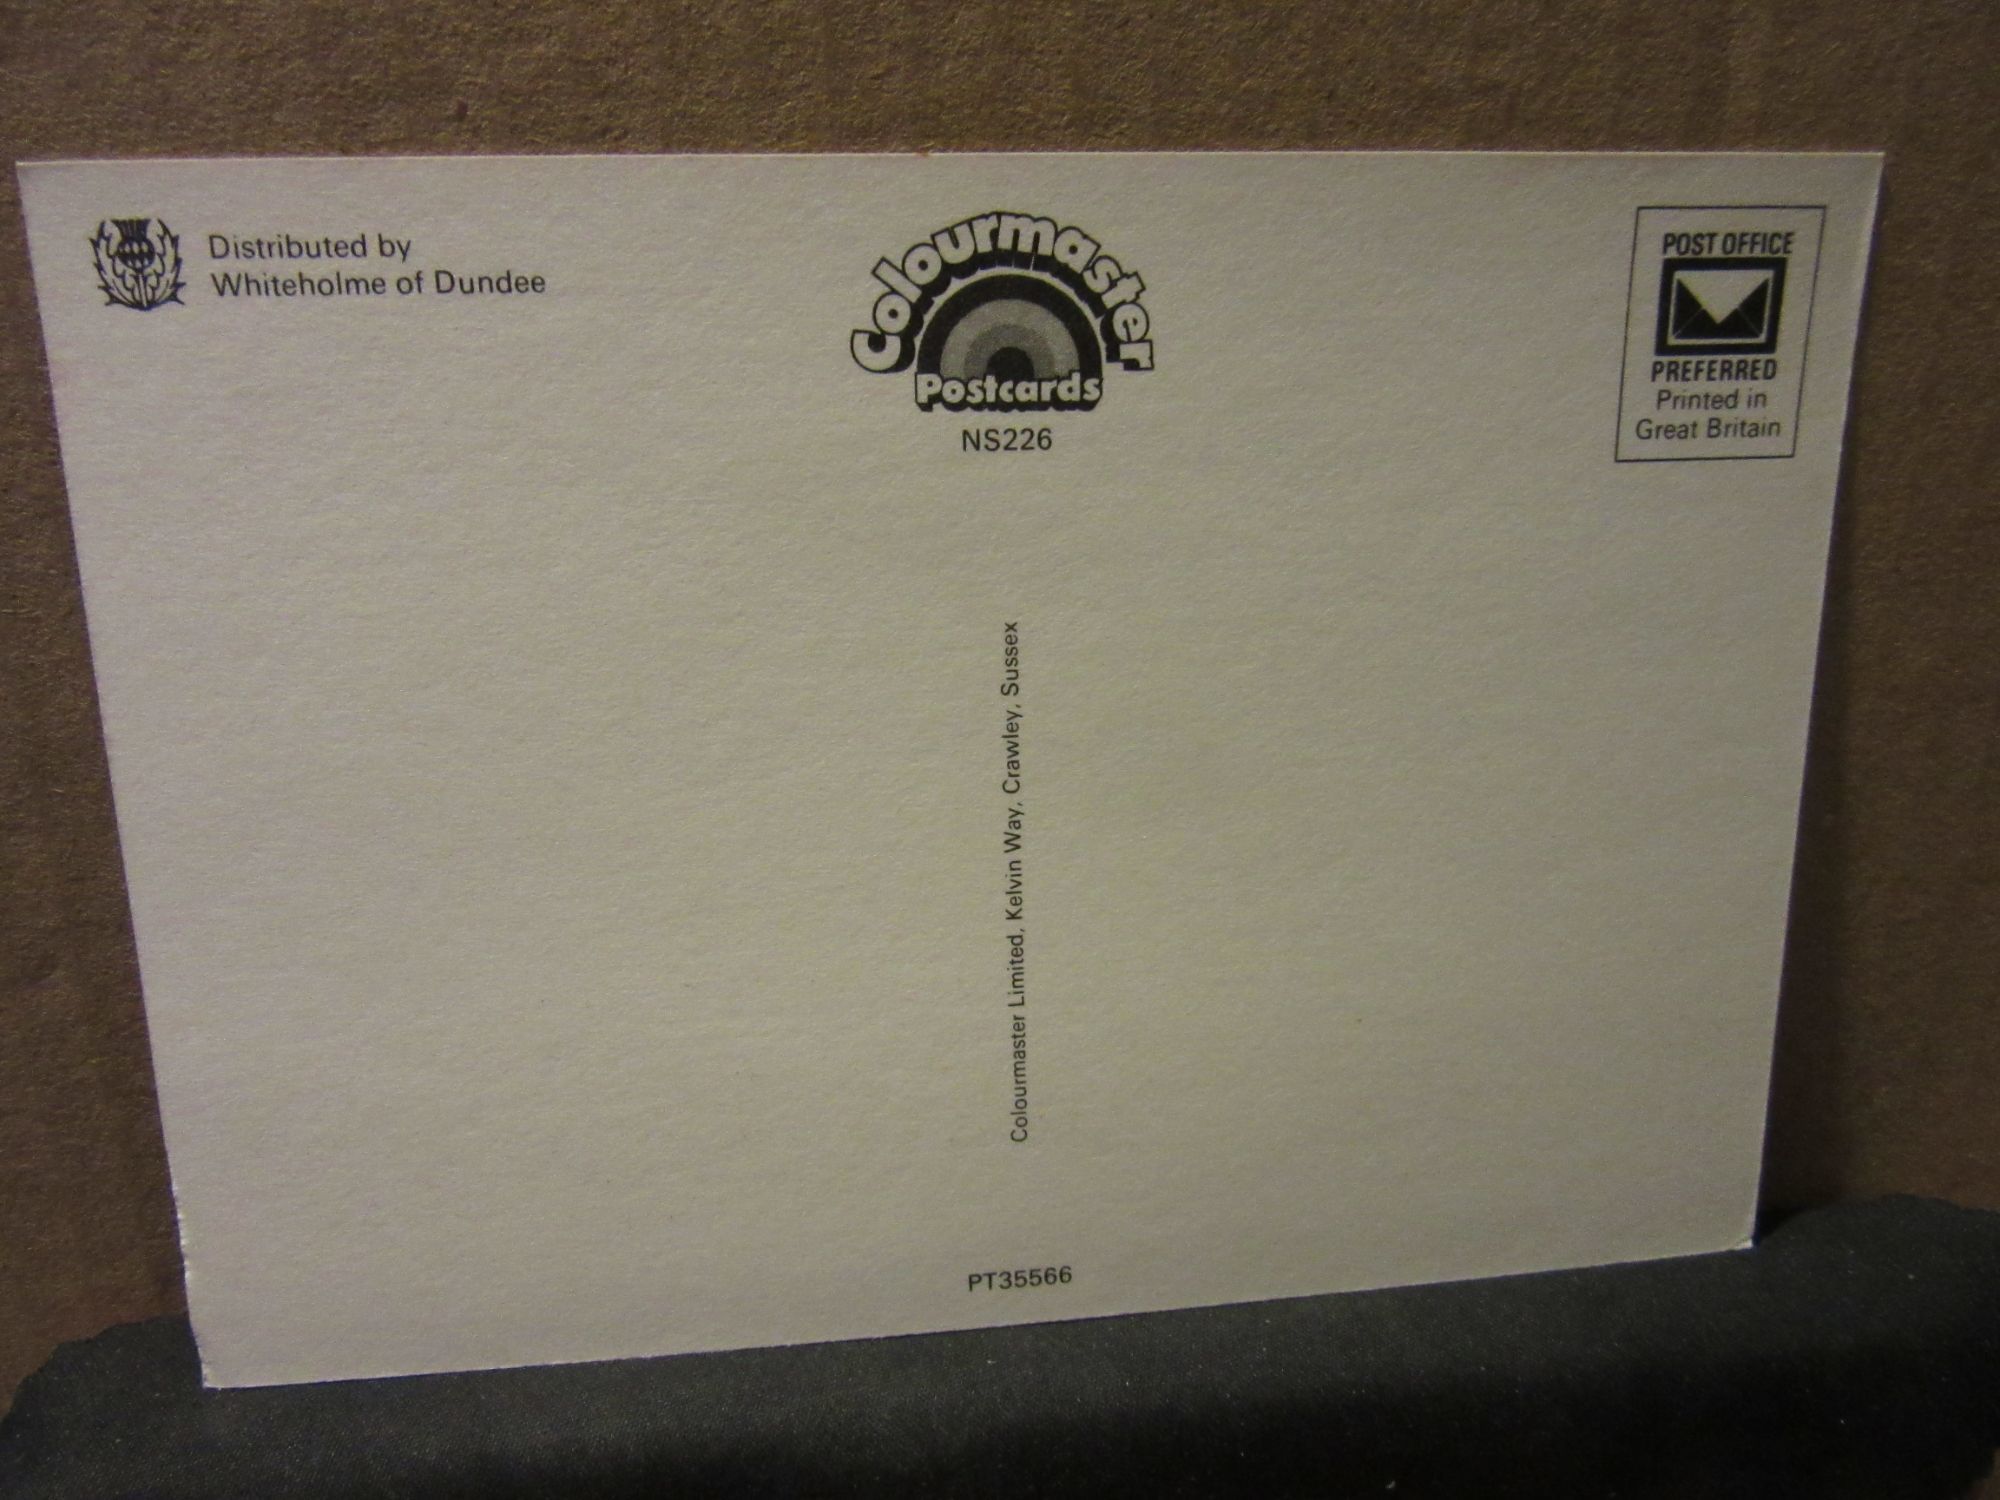 Distributed by
Whiteholme of Dundee
Colourmaster
Postcards
NS226
POST OFFICE
PREFERRED
Printed in
Great Britain
Colourmaster Limited, Kelvin Way, Crawley, Sussex
PT35566